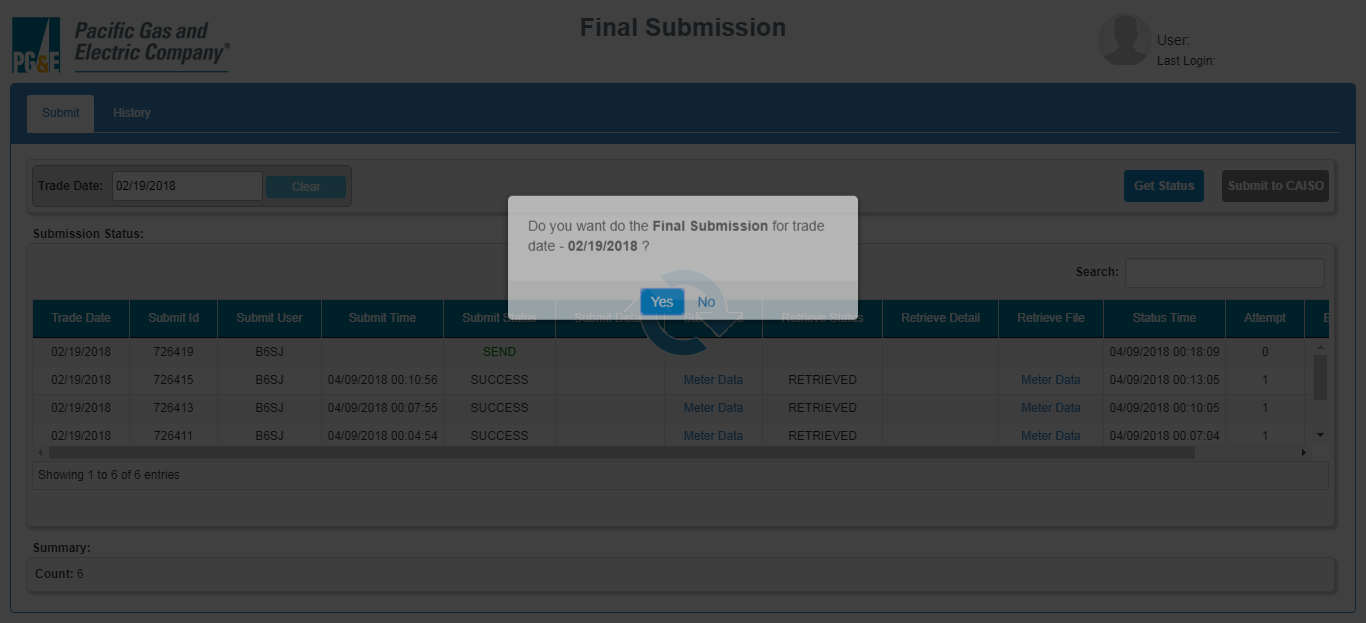 Pacific Gas and
Electric Company®
PG&E
Final Submission
User:
Last Login:
Submit History
Trade Date: 02/19/2018 Clear Get Status Submit to CAISO
Do you want do the Final Submission for trade
date - 02/19/2018 ?
Yes No
Submission Status:
Search:
Trade Date Submit Id Submit User Submit Time Submit Status Submit Retrieve Status Retrieve Detail Retrieve File Status Time Attempt
02/19/2018 726419 B6SJ SEND 04/09/2018 00:18:09 0
02/19/2018 726415 B6SJ 04/09/2018 00:10:56 SUCCESS Meter Data RETRIEVED Meter Data 04/09/2018 00:13:05 1
02/19/2018 726413 B6SJ 04/09/2018 00:07:55 SUCCESS Meter Data RETRIEVED Meter Data 04/09/2018 00:10:05 1
02/19/2018 726411 B6SJ 04/09/2018 00:04:54 SUCCESS Meter Data RETRIEVED Meter Data 04/09/2018 00:07:04 1
Showing 1 to 6 of 6 entries
Summary:
Count: 6